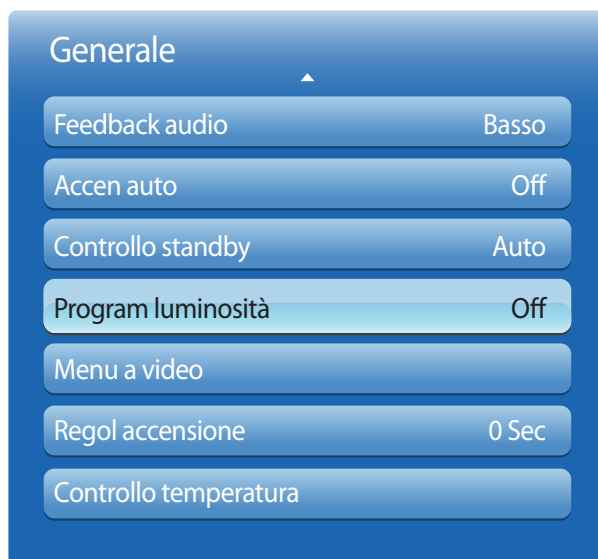 Generale
Feedback audio Basso
Accen auto Off
Controllo standby Auto
Program luminosità Off
Menu a video
Regol accensione 0 Sec
Controllo temperatura